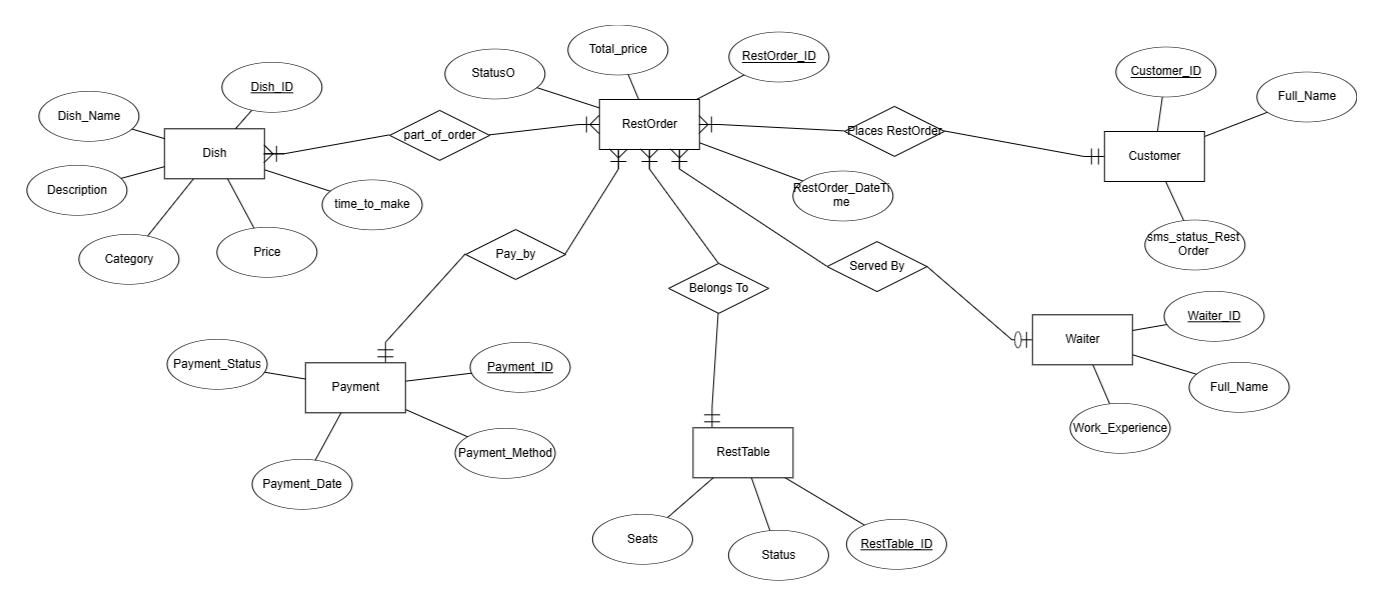 Total_price
RestOrder_ID
StatusO
Customer_ID
Dish_ID
Full_Name
Dish_Name
RestOrder
part_of_order
Places RestOrder
Dish
Customer
Description
time_to_make
RestOrder_DateTi
me
sms_status_Rest
Order
Category
Price
Pay_by
Served By
Belongs To
Waiter_ID
Waiter
Payment_Status
Payment_ID
Payment
Full_Name
Work_Experience
Payment_Method
RestTable
Payment_Date
Seats
Status
RestTable_ID